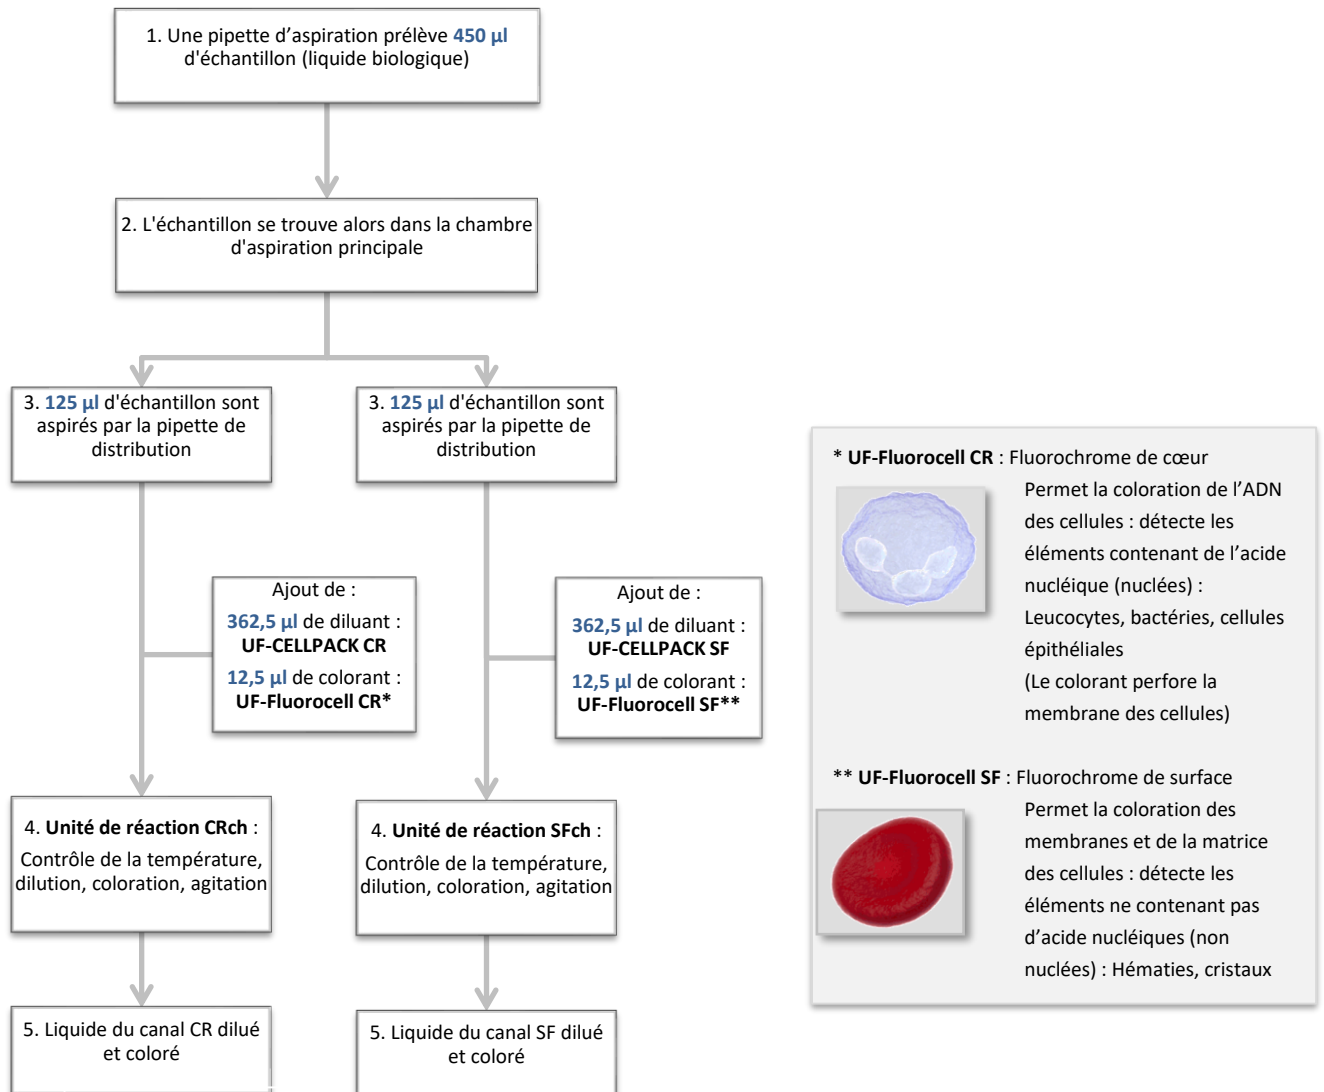 1. Une pipette d’aspiration prélève 450 µl
d'échantillon (liquide biologique)
2. L'échantillon se trouve alors dans la chambre
d'aspiration principale
3. 125 µl d'échantillon sont
aspirés par la pipette de
distribution
3. 125 µl d'échantillon sont
aspirés par la pipette de
distribution
Ajout de :
362,5 µl de diluant :
UF-CELLPACK CR
12,5 µl de colorant :
UF-Fluorocell CR*
Ajout de :
362,5 µl de diluant :
UF-CELLPACK SF
12,5 µl de colorant :
UF-Fluorocell SF**
4. Unité de réaction CRch :
Contrôle de la température,
dilution, coloration, agitation
4. Unité de réaction SFch :
Contrôle de la température,
dilution, coloration, agitation
5. Liquide du canal CR dilué
et coloré
5. Liquide du canal SF dilué
et coloré
* UF-Fluorocell CR : Fluorochrome de cœur
Permet la coloration de l’ADN
des cellules : détecte les
éléments contenant de l’acide
nucléique (nuclées) :
Leucocytes, bactéries, cellules
épithéliales
(Le colorant perfore la
membrane des cellules)
** UF-Fluorocell SF : Fluorochrome de surface
Permet la coloration des
membranes et de la matrice
des cellules : détecte les
éléments ne contenant pas
d’acide nucléiques (non
nuclées) : Hématies, cristaux